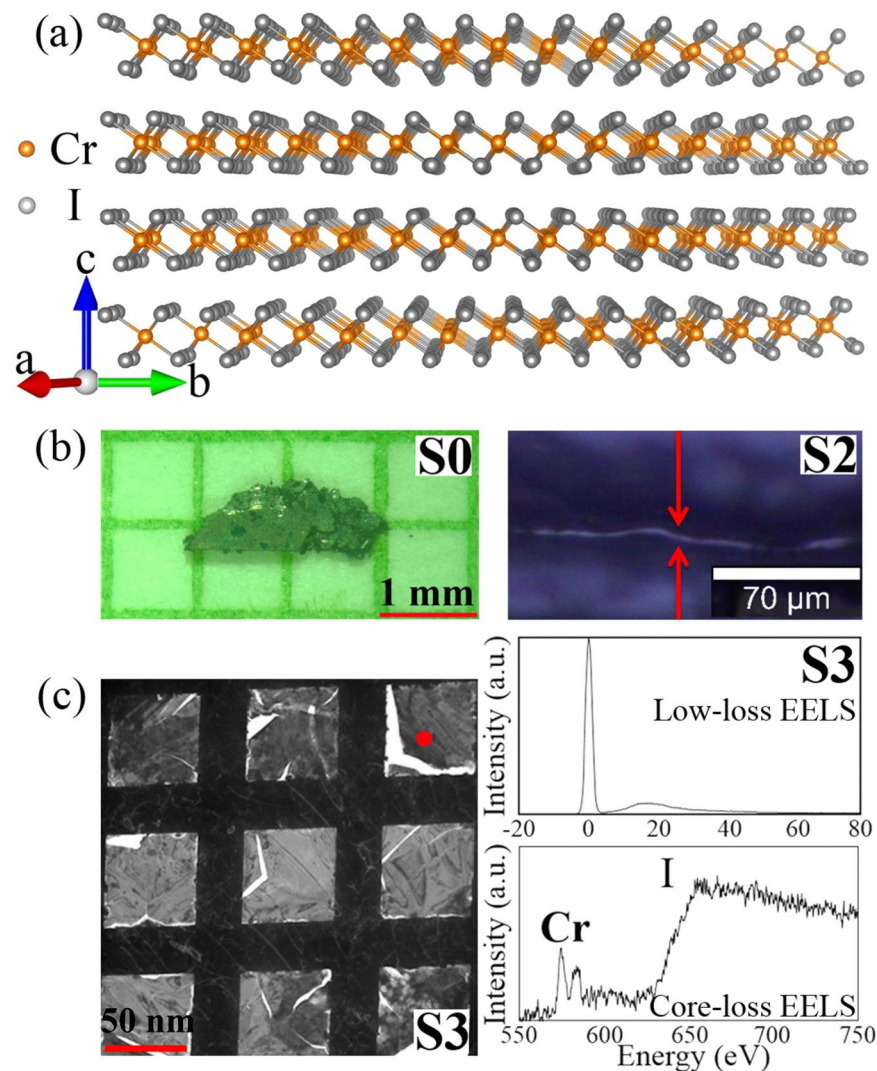 (a)
Cr
I
c
a
b
(b)
S0
1 mm
S2
70 µm
(c)
50 nm
S3
Intensity (a.u.)
S3
Low-loss EELS
-20 0 20 40 60 80
Intensity (a.u.)
I
Cr
Core-loss EELS
550 600 650 700 750
Energy (eV)